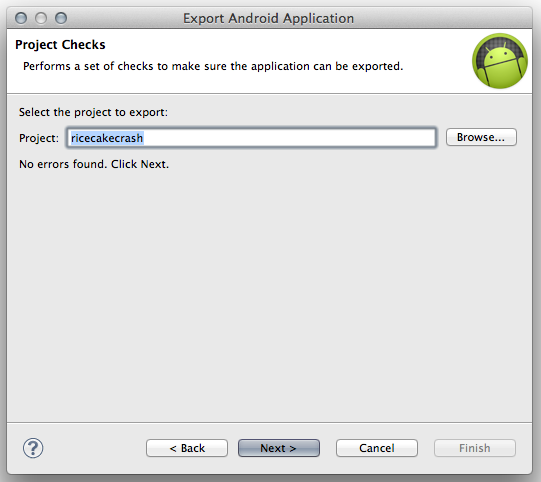 Export Android Application
Project Checks
Performs a set of checks to make sure the application can be exported.
Select the project to export:
Project: ricecakecrash Browse...
No errors found. Click Next.
? < Back Next > Cancel Finish